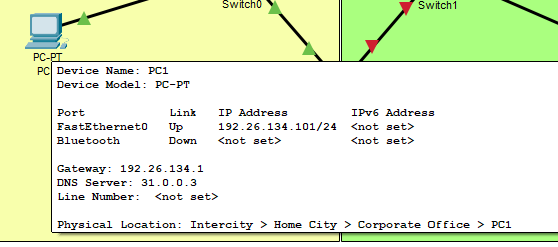 Switch0
Switch1
PC-PT
PC
Device Name: PC1
Device Model: PC-PT
Port Link IP Address IPv6 Address
FastEthernet0 Up 192.26.134.101/24 <not set>
Bluetooth Down <not set> <not set>
Gateway: 192.26.134.1
DNS Server: 31.0.0.3
Line Number: <not set>
Physical Location: Intercity > Home City > Corporate Office > PC1